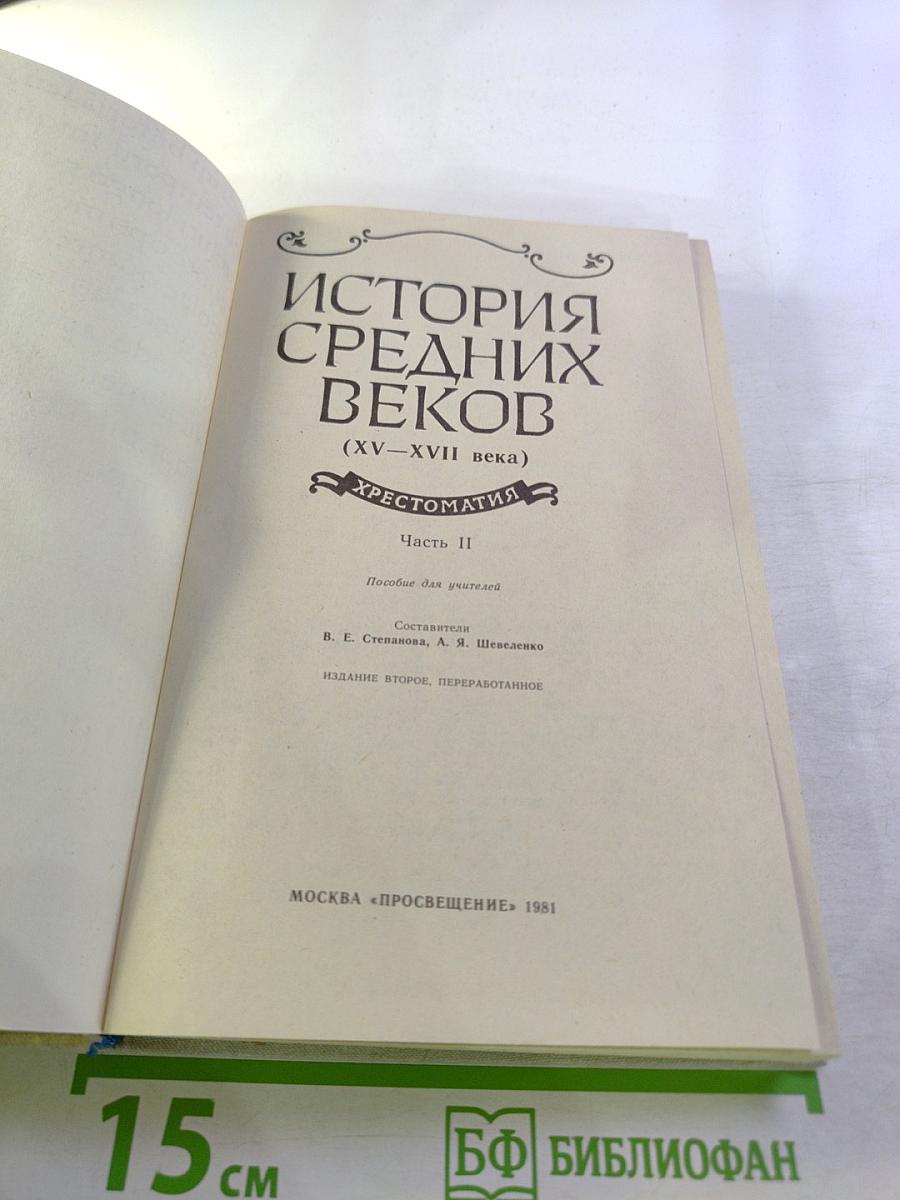 ИСТОРИЯ
СРЕДНИХ
ВЕКОВ
(XV—XVII века)
ХРЕСТОМАТИЯ
Часть II
Пособие для учителей
Составители
В. Е. Степанова, А. Я. Шевеленко
ИЗДАНИЕ ВТОРОЕ, ПЕРЕРАБОТАННОЕ
МОСКВА «ПРОСВЕЩЕНИЕ» 1981
15 см
БФ БИБЛИОФАН